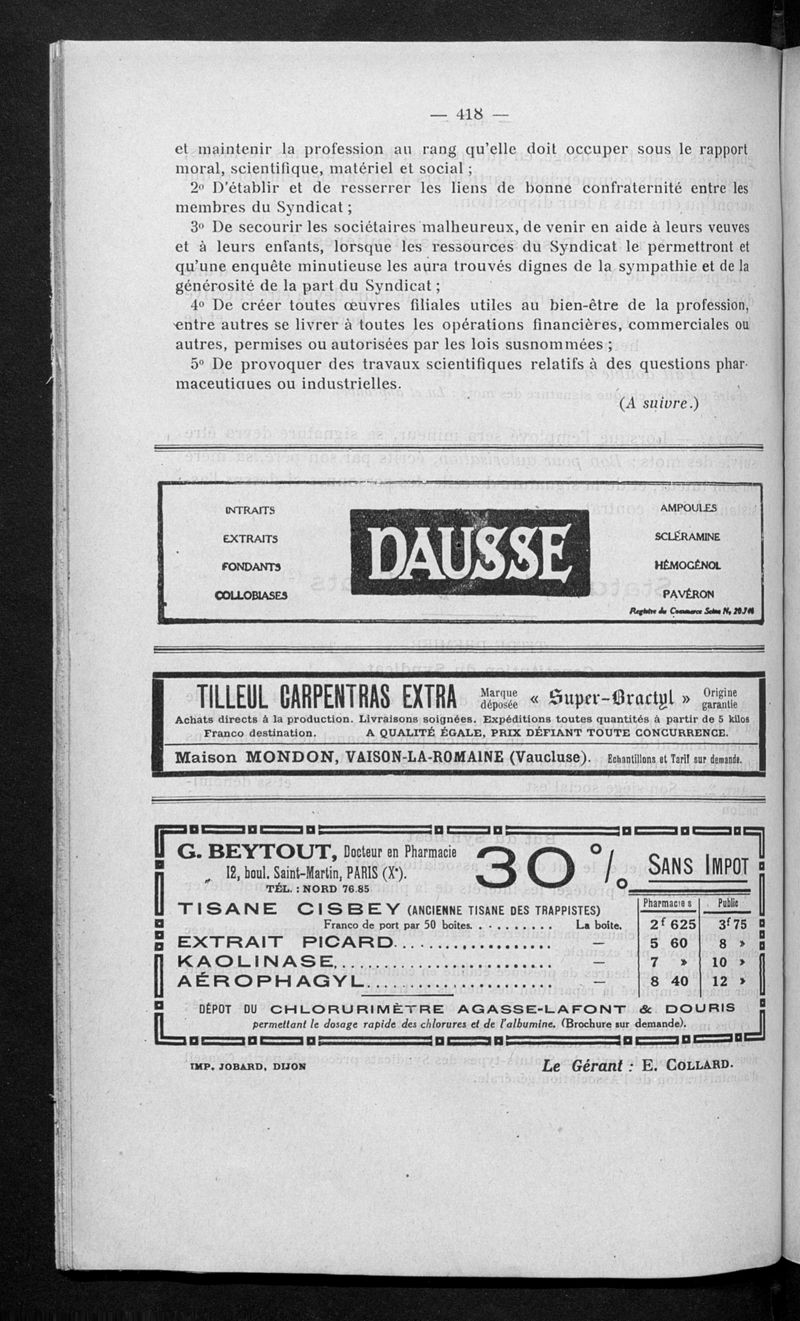 — 418 —
et maintenir la profession au rang qu'elle doit occuper sous le rapport
moral, scientifique, matériel et social ;
2º D'établir et de resserrer les liens de bonne confraternité entre les
membres du Syndicat ;
3º De secourir les sociétaires malheureux, de venir en aide à leurs veuves
et à leurs enfants, lorsque les ressources du Syndicat le permettront et
qu'une enquête minutieuse les aura trouvés dignes de la sympathie et de la
générosité de la part du Syndicat ;
4º De créer toutes œuvres filiales utiles au bien-être de la profession,
entre autres se livrer à toutes les opérations financières, commerciales ou
autres, permises ou autorisées par les lois susnommées ;
5º De provoquer des travaux scientifiques relatifs à des questions phar-
maceutiques ou industrielles.
(A suivre.)
INTRAITS
EXTRAITS
FONDANTS
COLLOBIASES
DAUSSE
AMPOULES
SCLÉRAMINE
HÉMOGÉNOL
PAVÉRON
Registre du Commerce Seine
TILLEUL CARPENTRAS EXTRA Marque déposée « Super-Bractyl » Origine garantie
Achats directs à la production. Livraisons soignées. Expéditions toutes quantités à partir de 5 kilos
Franco destination. A QUALITÉ ÉGALE, PRIX DÉFIANT TOUTE CONCURRENCE.
Maison MONDON, VAISON-LA-ROMAINE (Vaucluse). Echantillons et Tarif sur demande.
G. BEYTOUT, Docteur en Pharmacie
12, boul. Saint-Martin, PARIS (Xe).
TÉL. : NORD 76.85
30 % SANS IMPOT
Pharmaciens Public
TISANE CISBEY (ANCIENNE TISANE DES TRAPPISTES)
Franco de port par 50 boites. . . . . . . . . . La boîte. 2f 625 3f75
EXTRAIT PICARD. . . . . . . . . . . . . . . . . — 5 60 8 »
KAOLINASE. . . . . . . . . . . . . . . . . . . . — 7 » 10 »
AÉROPHAGYL. . . . . . . . . . . . . . . . . . . — 8 40 12 »
DÉPOT DU CHLORURIMÈTRE AGASSE-LAFONT & DOURIS
permettant le dosage rapide des chlorures et de l'albumine. (Brochure sur demande).
IMP. JOBARD, DIJON
Le Gérant : E. COLLARD.